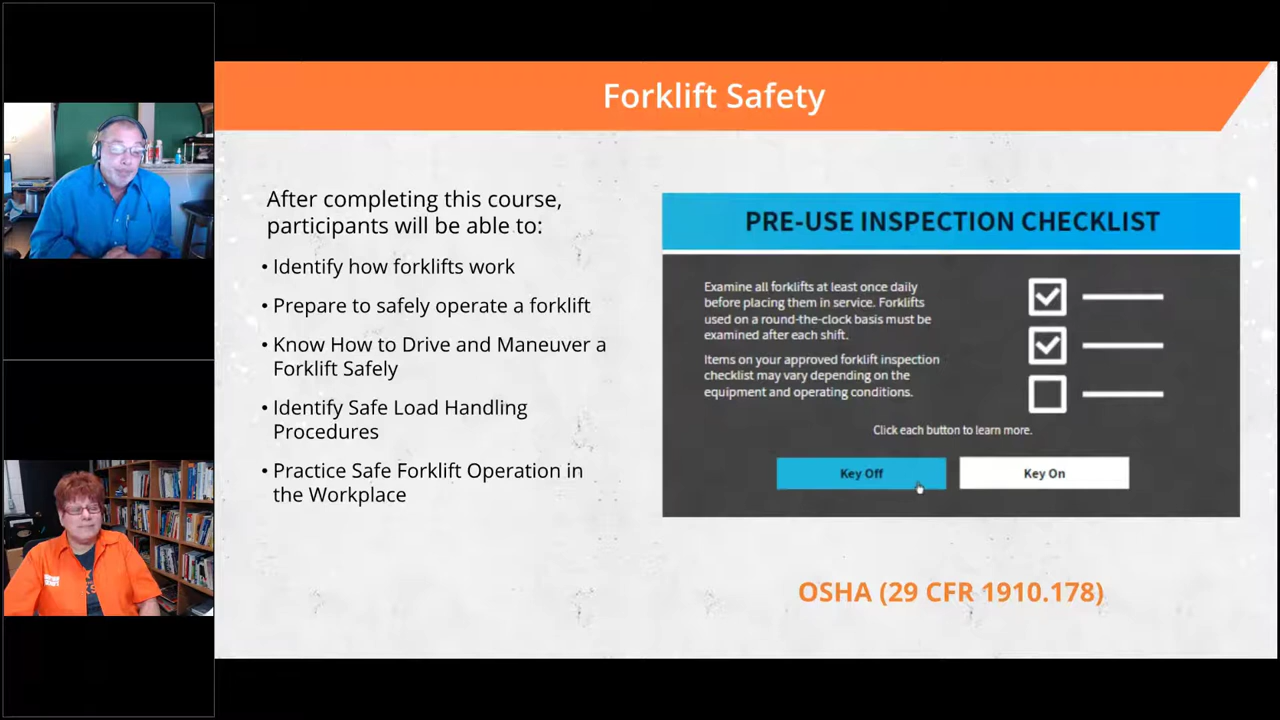 Forklift Safety
After completing this course,
participants will be able to:
• Identify how forklifts work
• Prepare to safely operate a forklift
• Know How to Drive and Maneuver a
Forklift Safely
• Identify Safe Load Handling
Procedures
• Practice Safe Forklift Operation in
the Workplace
PRE-USE INSPECTION CHECKLIST
Examine all forklifts at least once daily
before placing them in service. Forklifts
used on a round-the-clock basis must be
examined after each shift.
Items on your approved forklift inspection
checklist may vary depending on the
equipment and operating conditions.
Click each button to learn more.
Key Off
Key On
OSHA (29 CFR 1910.178)